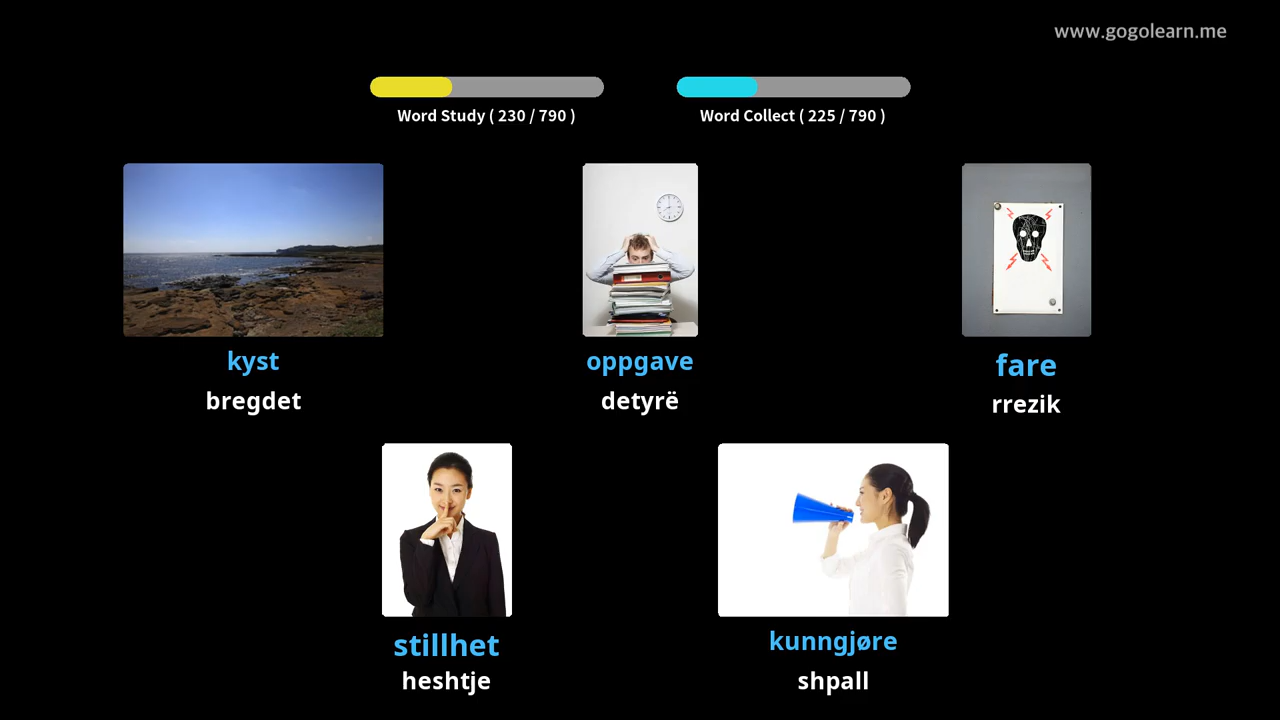 www.gogolearn.me
Word Study ( 230 / 790 )
Word Collect ( 225 / 790 )
kyst
bregdet
oppgave
detyrë
fare
rrezik
stillhet
heshtje
kunngjøre
shpall